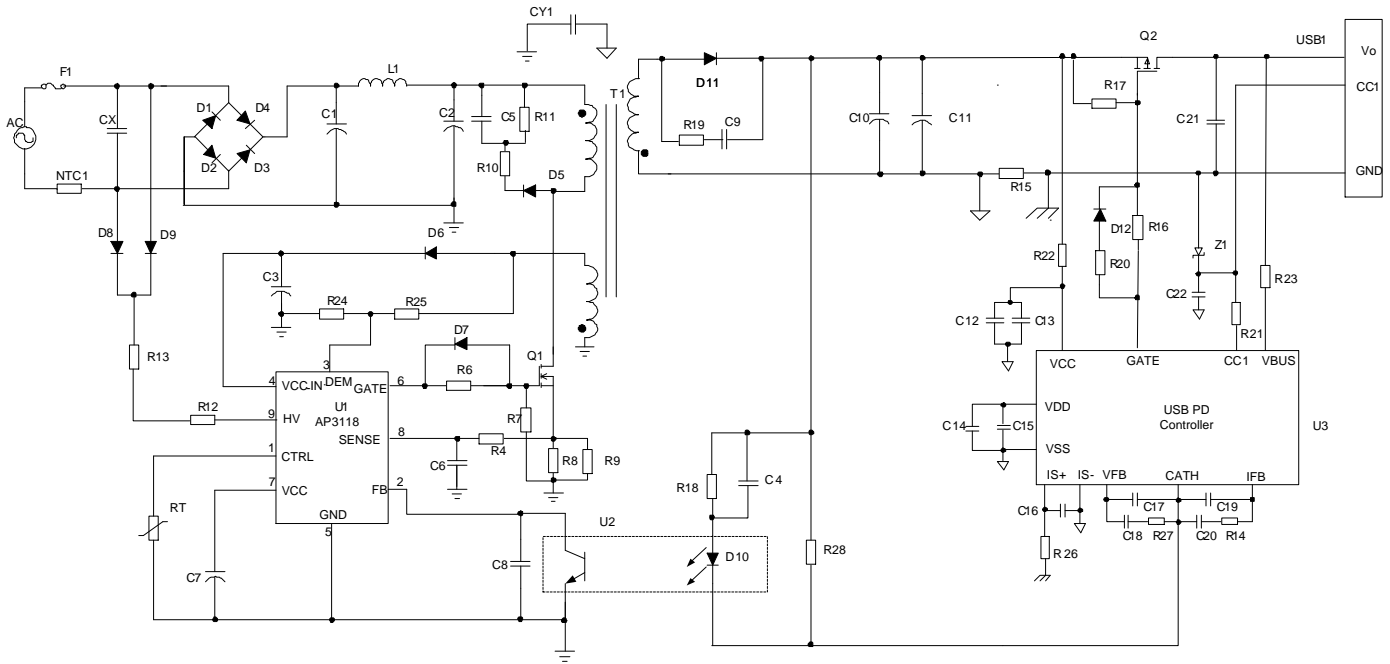 CY1
Q2
USB1
Vo
F1
L1
D11
T1
R17
CC1
AC
D1
D4
CX
C1
C2
C5
R11
R19
C9
C10
C11
C21
D2
D3
R10
NTC1
D5
R15
GND
D8
D9
D6
D12
R16
Z1
R22
R20
C3
R23
C22
R24
R25
C12
C13
R21
D7
R13
3
Q1
VCC
GATE
CC1
VBUS
4
VCC-IN
DEM
GATE
6
R6
U1
AP3118
R12
9
HV
R7
VDD
USB PD
Controller
U3
SENSE
8
R4
C14
C15
1
CTRL
C6
R8
R9
VSS
7
VCC
FB
2
R18
C4
IS+
IS-
VFB
CATH
IFB
RT
GND
5
U2
C16
C17
C19
C18
R27
C20
R14
C7
C8
D10
R28
R26